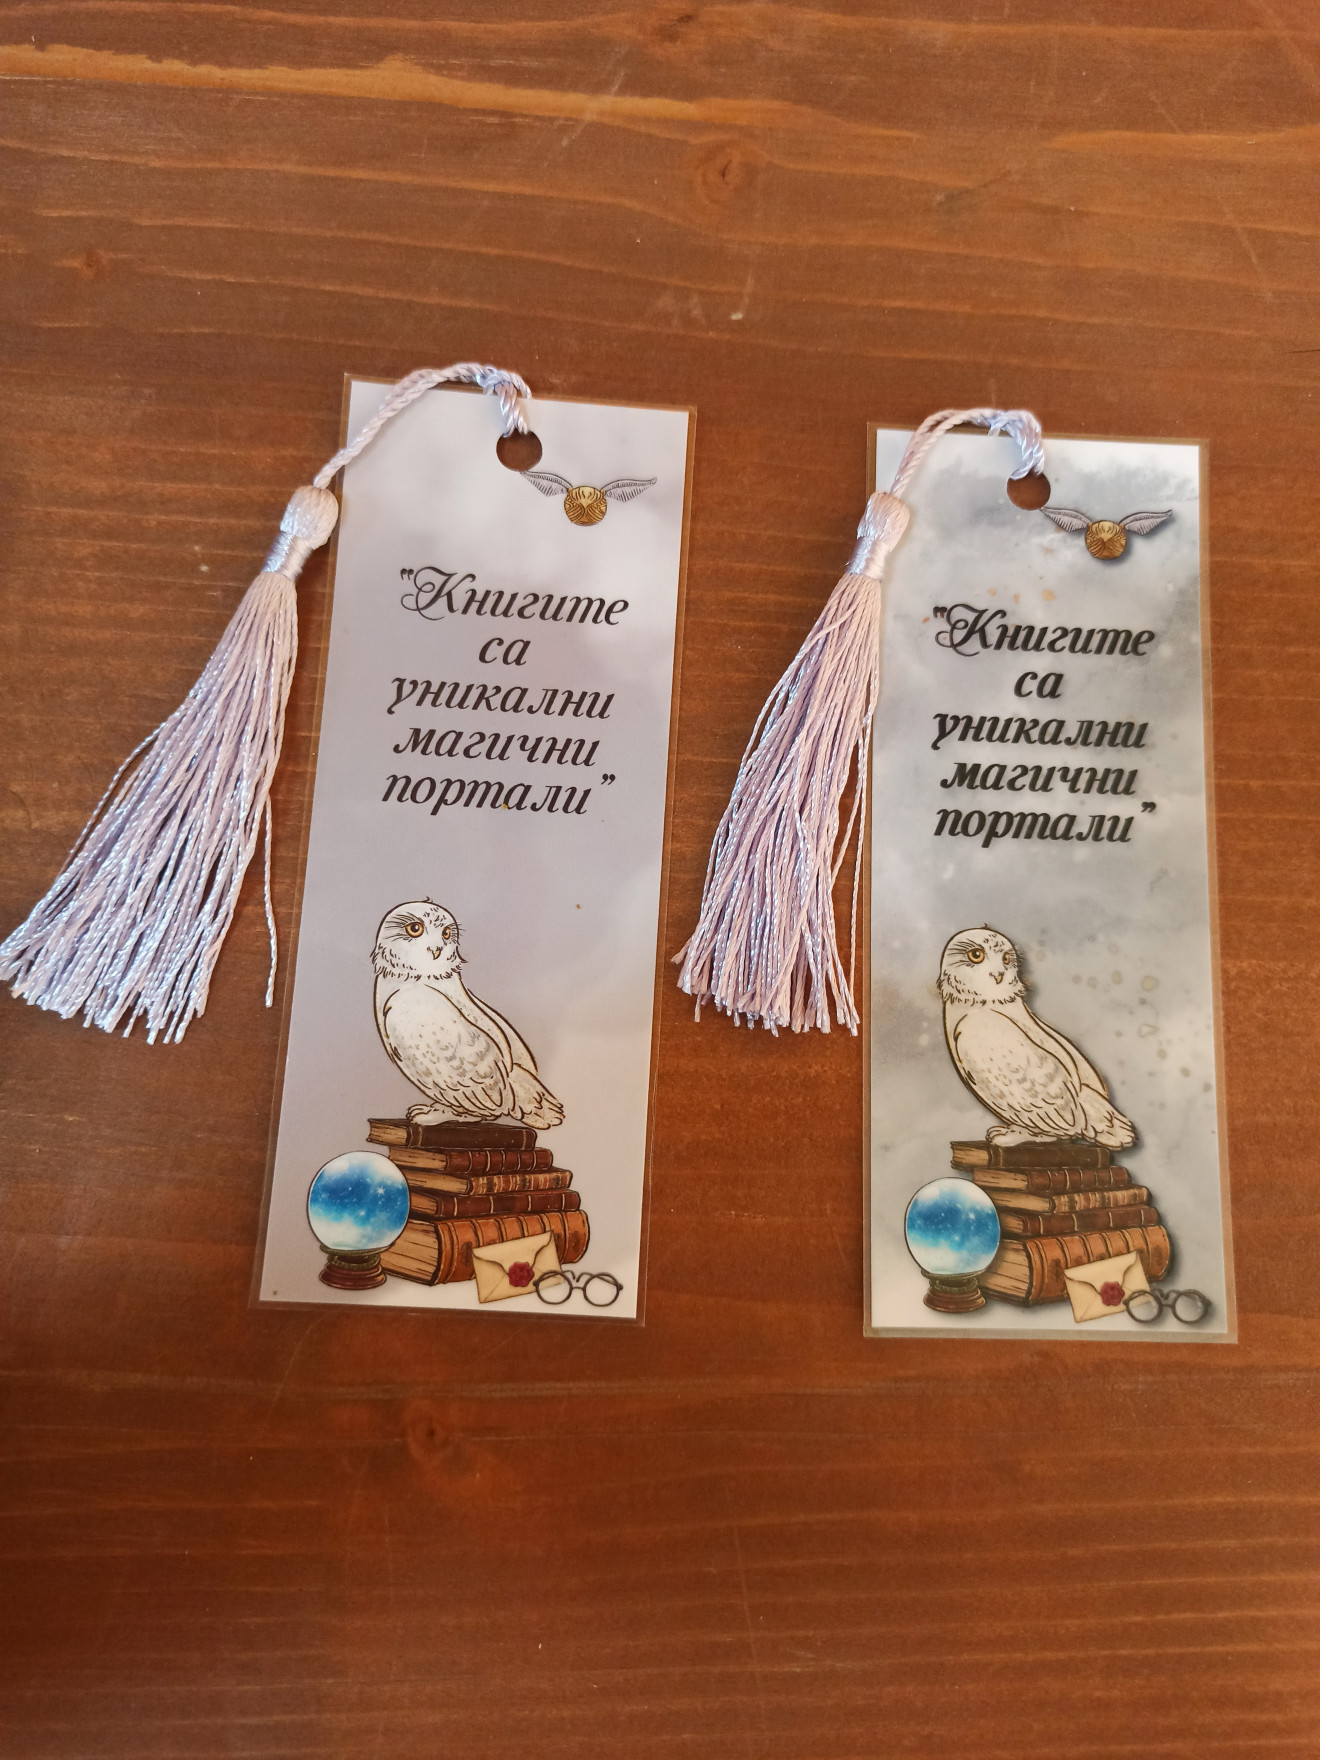 "Книгите
са
уникални
магични
портали"
"Книгите
са
уникални
магични
портали"